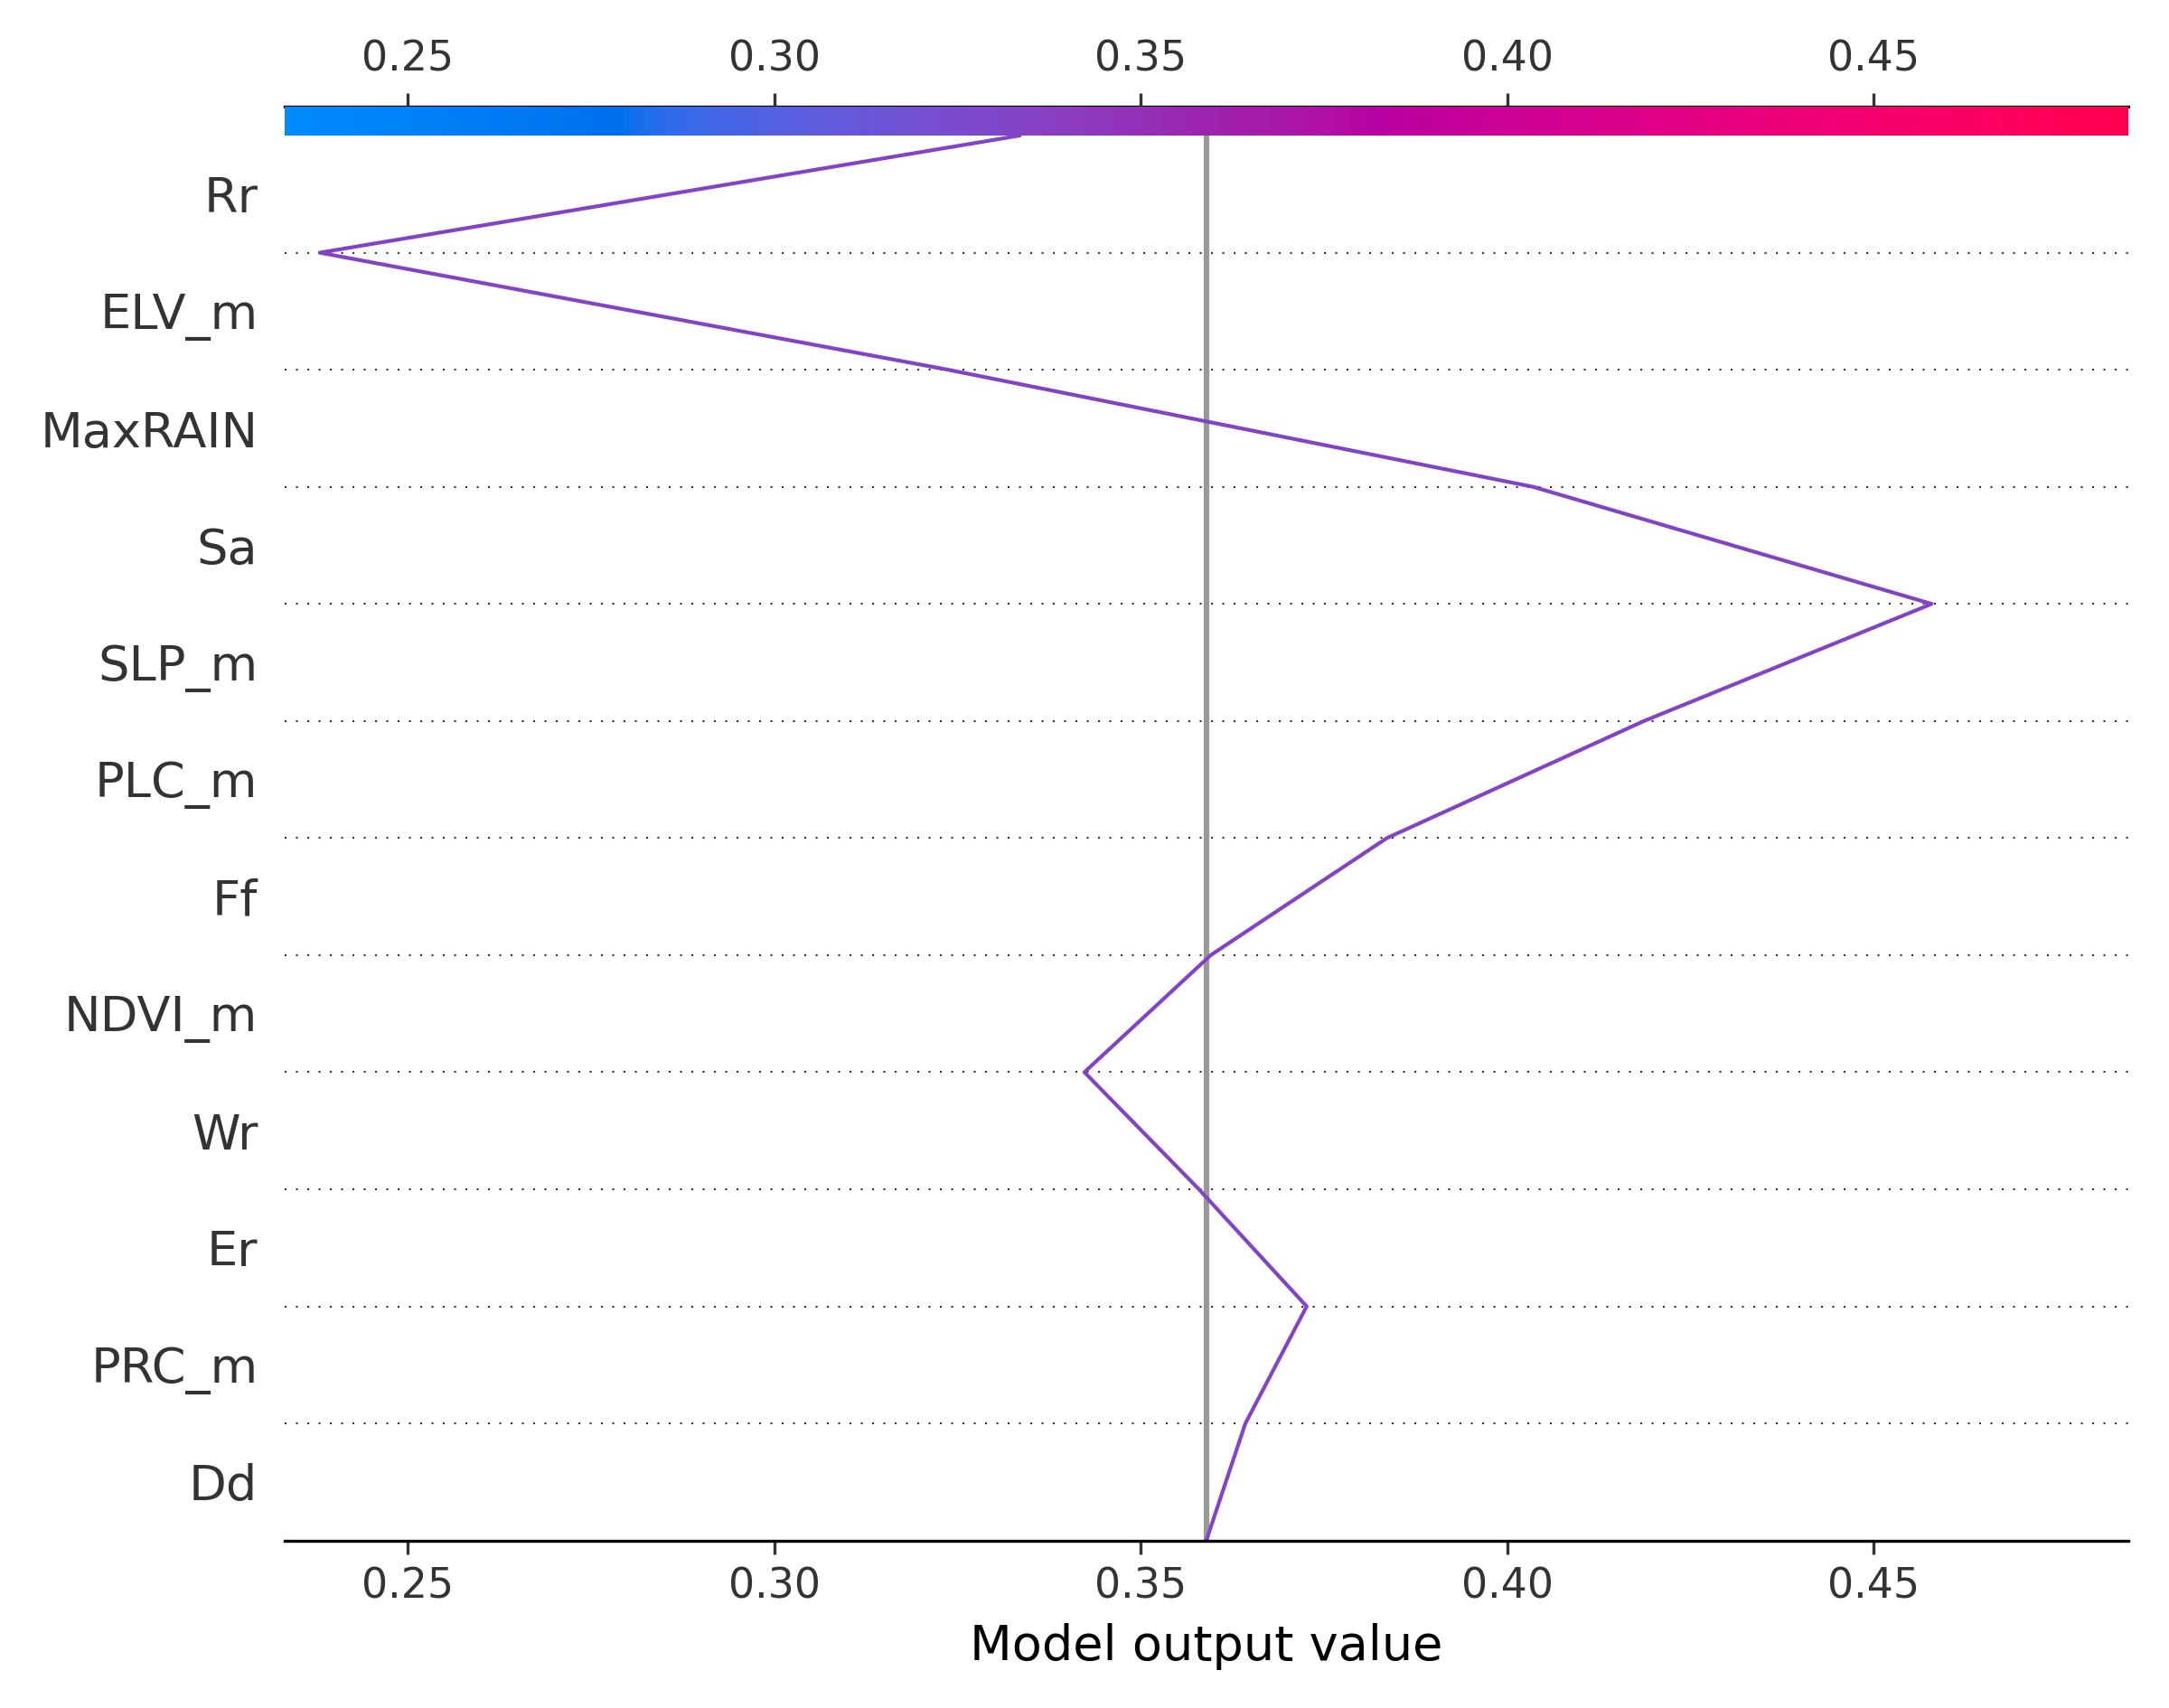 0.25 0.30 0.35 0.40 0.45
Rr
ELV_m
MaxRAIN
Sa
SLP_m
PLC_m
Ff
NDVI_m
Wr
Er
PRC_m
Dd
0.25 0.30 0.35 0.40 0.45
Model output value